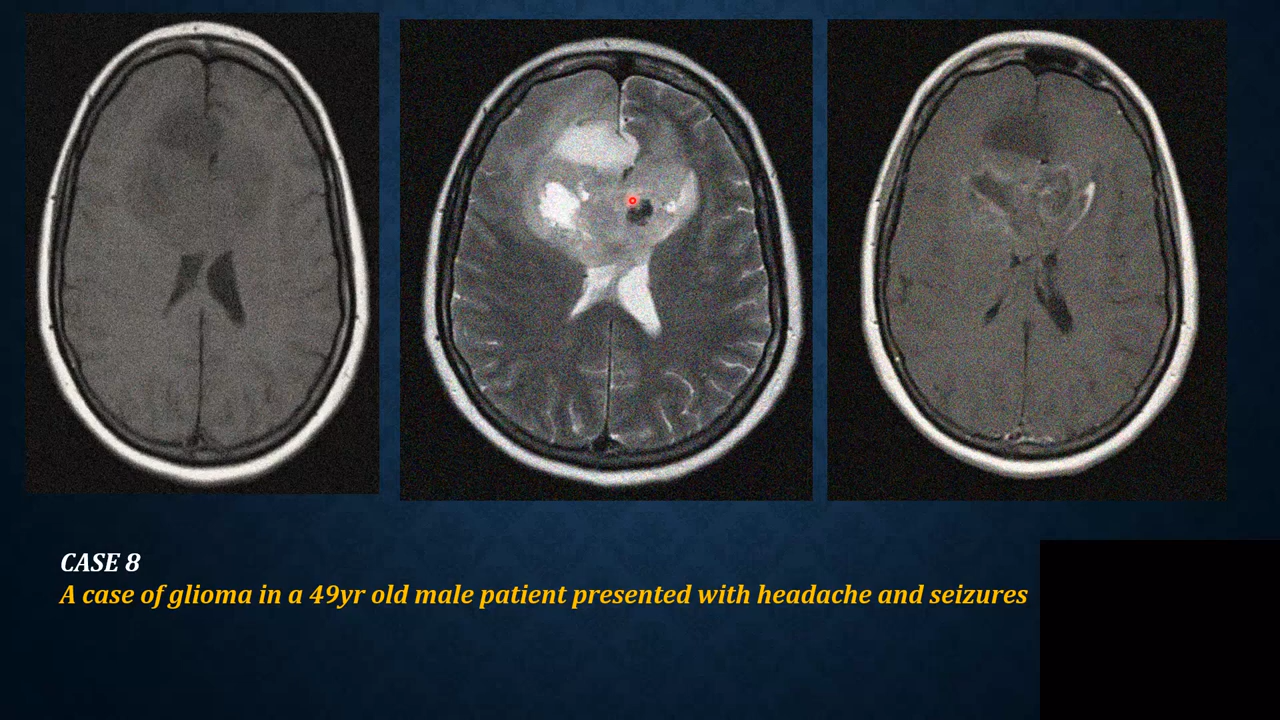 CASE 8
A case of glioma in a 49yr old male patient presented with headache and seizures